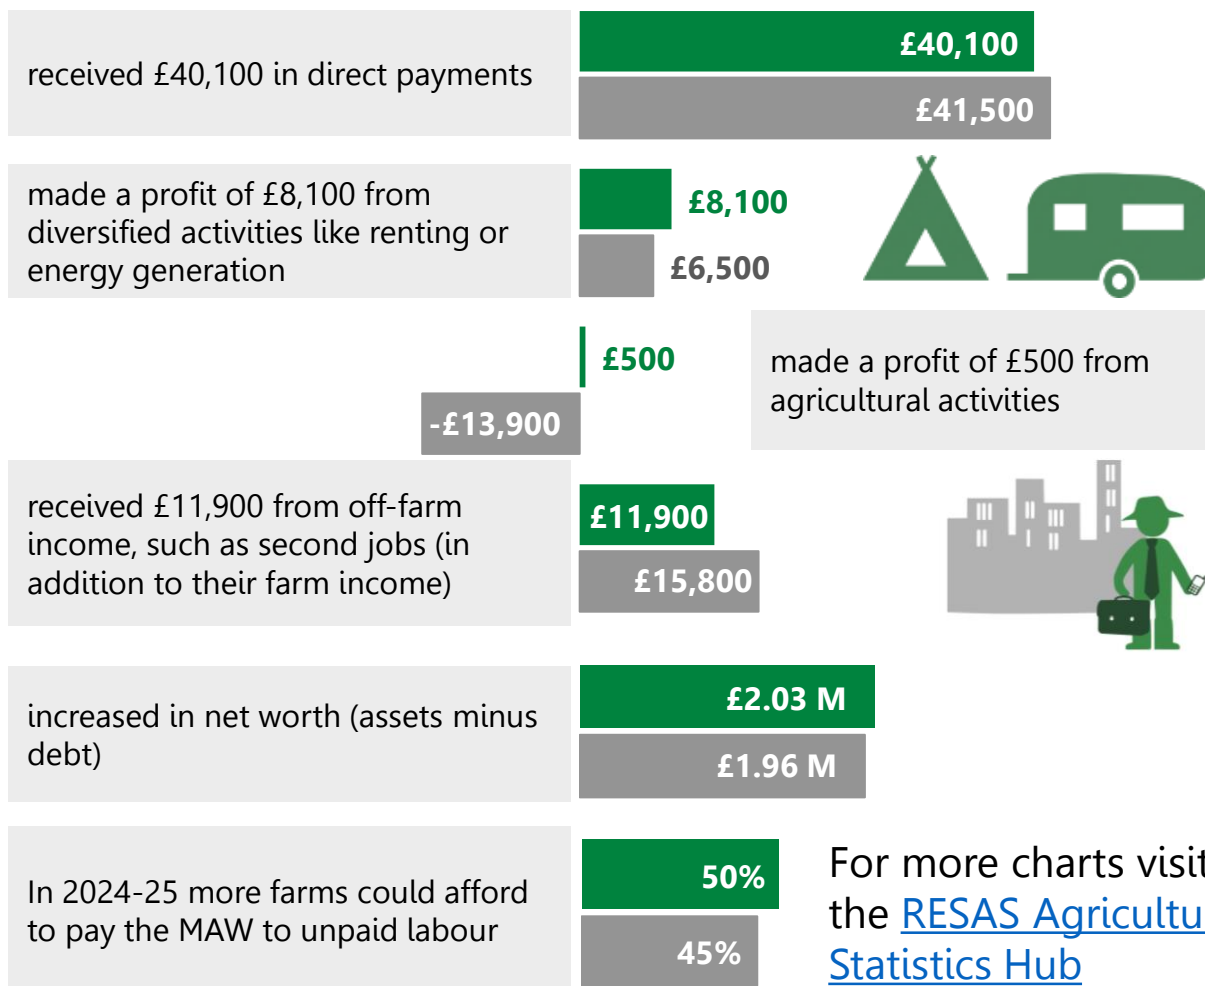 received £40,100 in direct payments
£40,100
£41,500
made a profit of £8,100 from
diversified activities like renting or
energy generation
£8,100
£6,500
£500
-£13,900
made a profit of £500 from
agricultural activities
received £11,900 from off-farm
income, such as second jobs (in
addition to their farm income)
£11,900
£15,800
increased in net worth (assets minus
debt)
£2.03 M
£1.96 M
In 2024-25 more farms could afford
to pay the MAW to unpaid labour
50%
45%
For more charts visit
the RESAS Agricultu
Statistics Hub